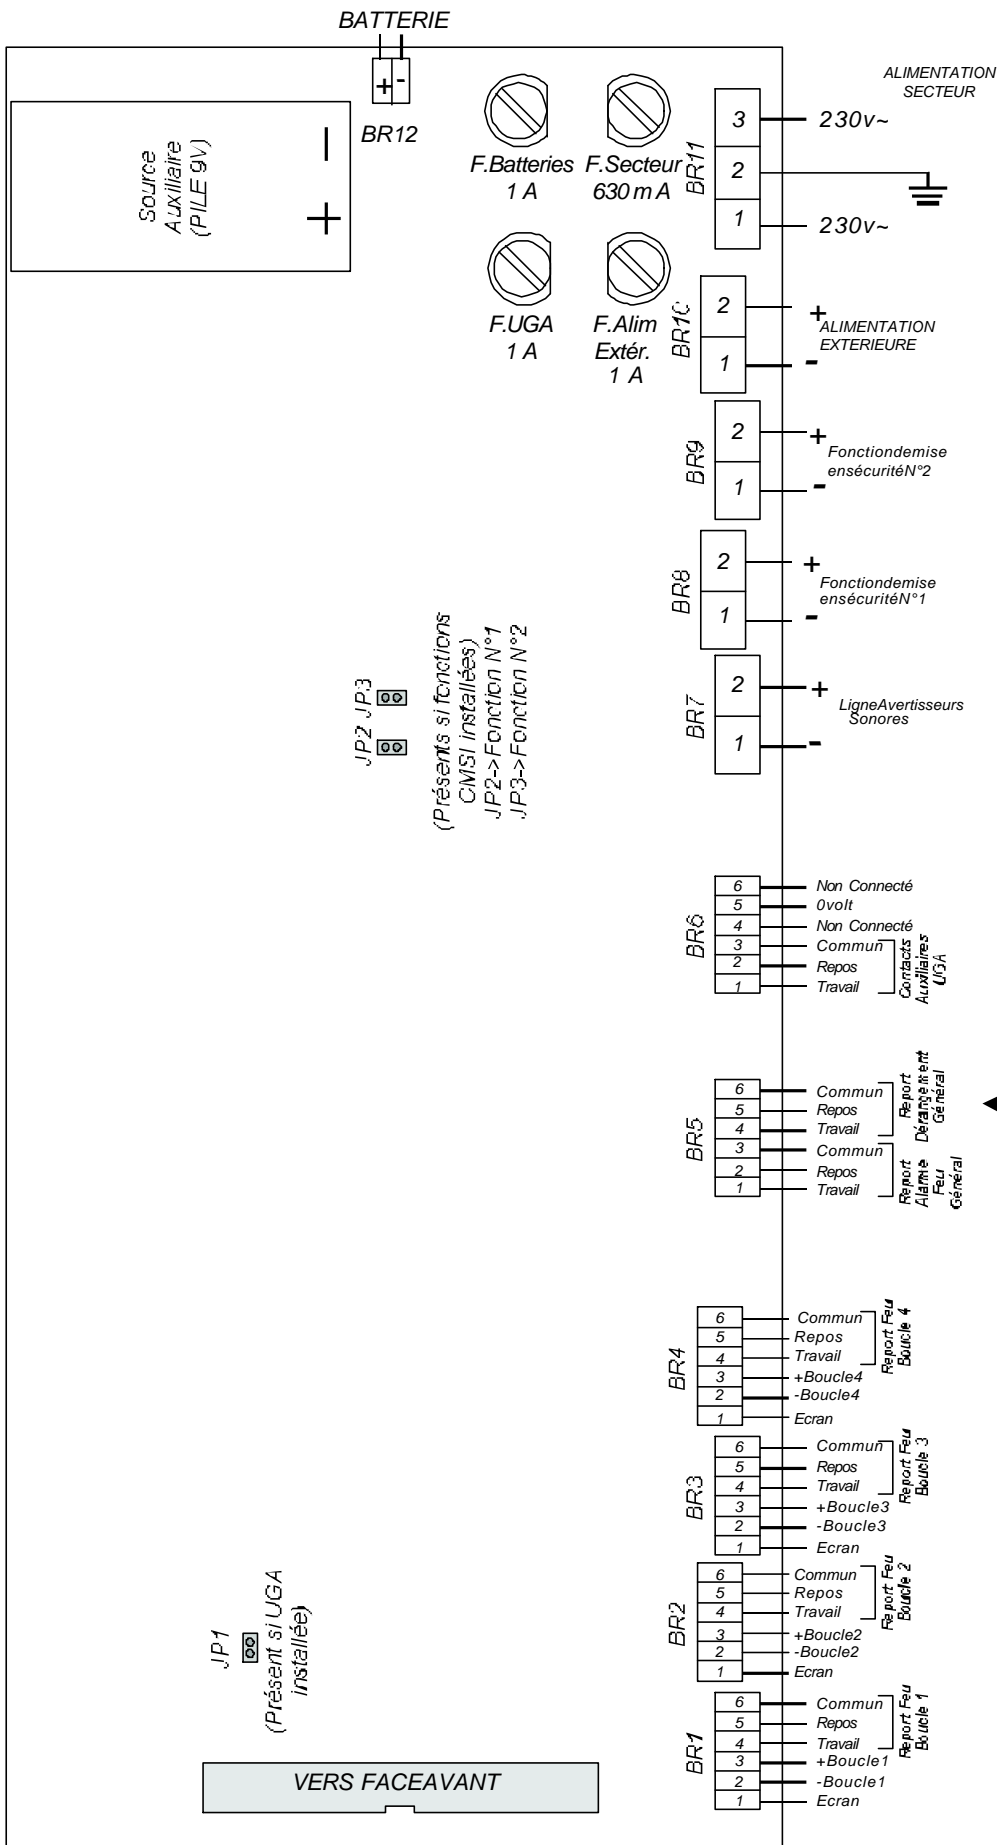 BATTERIE
+ -
BR12
Source
Auxiliaire
(PILE 9V)
-
+
F.Batteries
1 A
F.Secteur
630 m A
F.UGA
1 A
F.Alim
Extér.
1 A
ALIMENTATION
SECTEUR
BR11
3 230v~
2
1 230v~
BR10
2 +
1 -
ALIMENTATION
EXTERIEURE
BR9
2 +
1 -
Fonctiondemise
ensécuritéN°2
BR8
2 +
1 -
Fonctiondemise
ensécuritéN°1
BR7
2 +
1 -
LigneAvertisseurs
Sonores
JP2 JP3
(Présents si fonctions
CMSI installées)
JP2->Fonction N°1
JP3->Fonction N°2
BR6
6 Non Connecté
5 0volt
4 Non Connecté
3 Commun
2 Repos
1 Travail
Contacts
Auxiliaires
UGA
BR5
6 Commun
5 Repos
4 Travail
3 Commun
2 Repos
1 Travail
Report
Dérangement
Général
Report
Alarme
Feu
Général
BR4
6 Commun
5 Repos
4 Travail
3 +Boucle4
2 -Boucle4
1 Ecran
Report Feu
Boucle 4
BR3
6 Commun
5 Repos
4 Travail
3 +Boucle3
2 -Boucle3
1 Ecran
Report Feu
Boucle 3
BR2
6 Commun
5 Repos
4 Travail
3 +Boucle2
2 -Boucle2
1 Ecran
Report Feu
Boucle 2
BR1
6 Commun
5 Repos
4 Travail
3 +Boucle1
2 -Boucle1
1 Ecran
Report Feu
Boucle 1
JP1
(Présent si UGA
installée)
VERS FACEAVANT